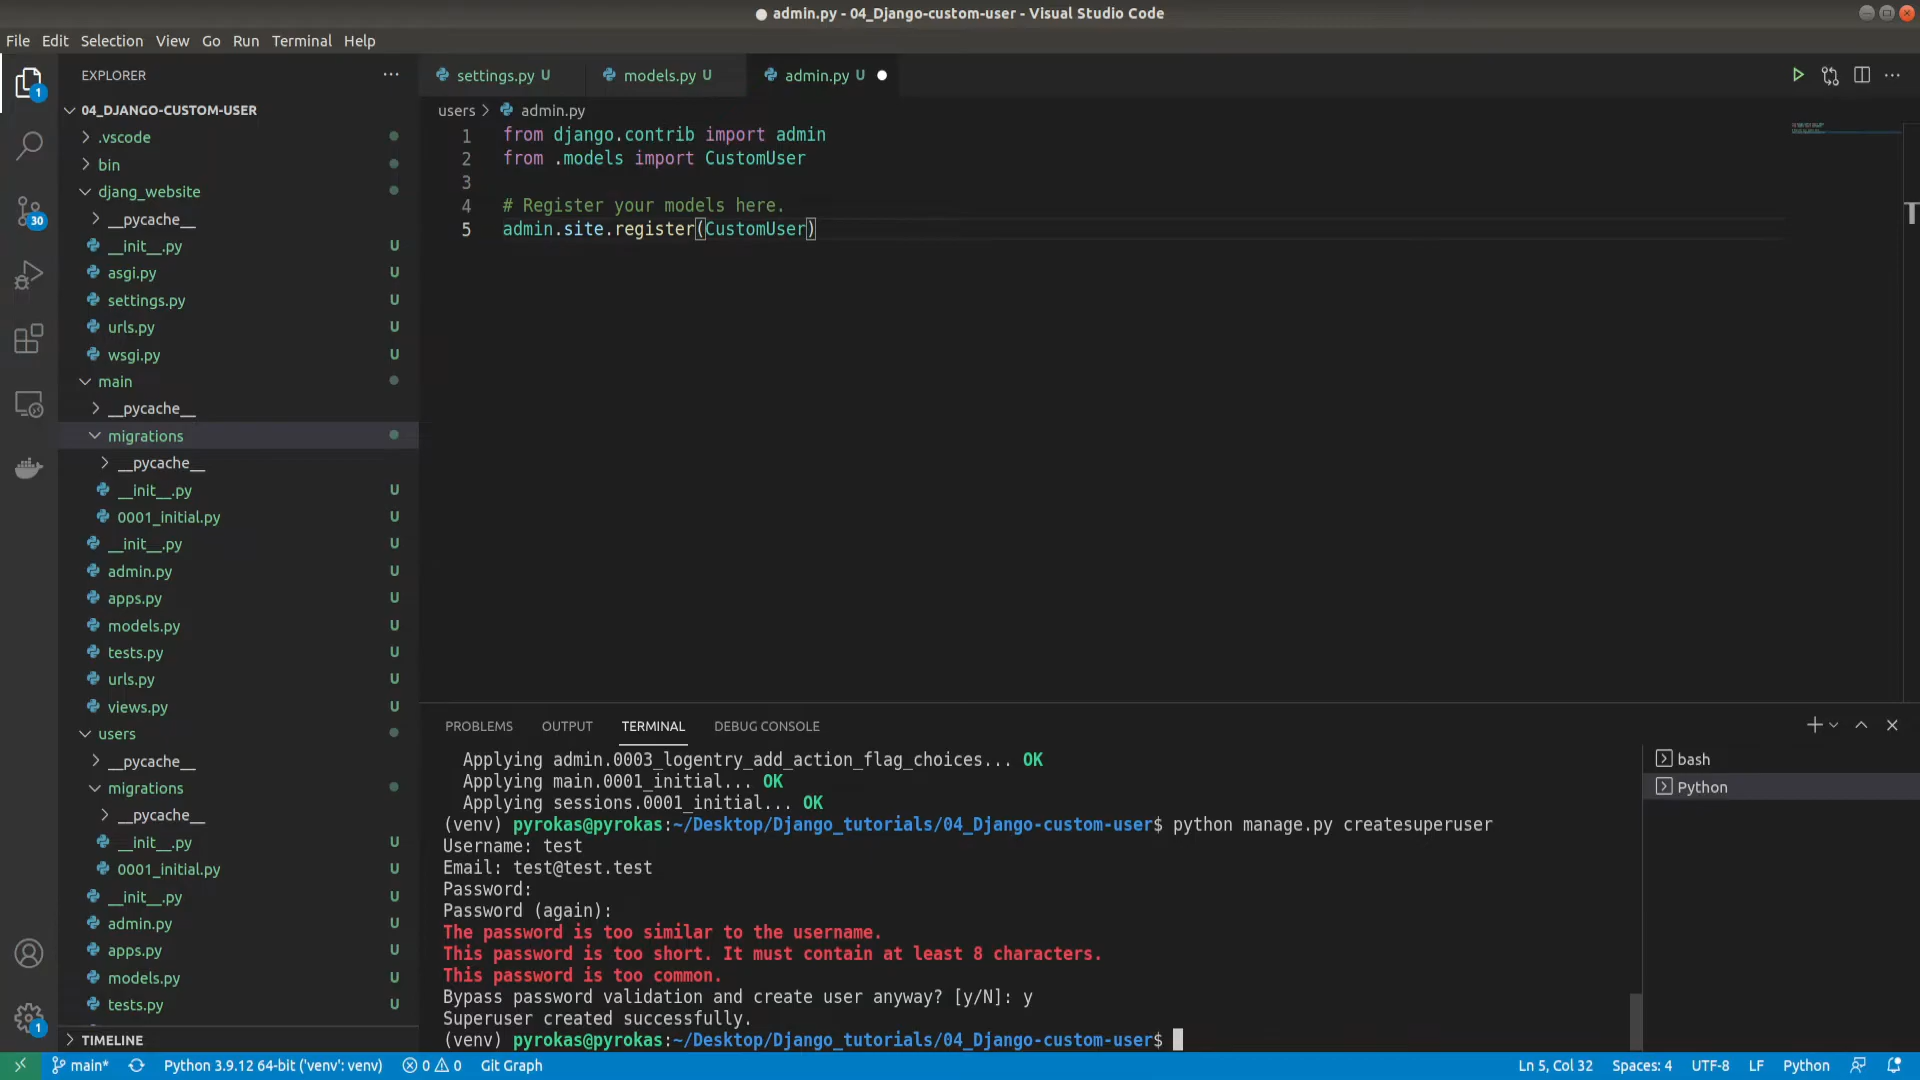 admin.py - 04_Django-custom-user - Visual Studio Code
File Edit Selection View Go Run Terminal Help
EXPLORER
1
30
1
04_DJANGO-CUSTOM-USER
.vscode
bin
djang_website
__pycache__
__init__.py U
asgi.py U
settings.py U
urls.py U
wsgi.py U
main
__pycache__
migrations
__pycache__
__init__.py U
0001_initial.py U
__init__.py U
admin.py U
apps.py U
models.py U
tests.py U
urls.py U
views.py U
users
__pycache__
migrations
__pycache__
__init__.py U
0001_initial.py U
__init__.py U
admin.py U
apps.py U
models.py U
tests.py U
TIMELINE
settings.py U models.py U admin.py U
users > admin.py
1 from django.contrib import admin
2 from .models import CustomUser
3
4 # Register your models here.
5 admin.site.register(CustomUser)
PROBLEMS OUTPUT TERMINAL DEBUG CONSOLE
Applying admin.0003_logentry_add_action_flag_choices... OK
Applying main.0001_initial... OK
Applying sessions.0001_initial... OK
(venv) pyrokas@pyrokas:~/Desktop/Django_tutorials/04_Django-custom-user$ python manage.py createsuperuser
Username: test
Email: test@test.test
Password:
Password (again):
The password is too similar to the username.
This password is too short. It must contain at least 8 characters.
This password is too common.
Bypass password validation and create user anyway? [y/N]: y
Superuser created successfully.
(venv) pyrokas@pyrokas:~/Desktop/Django_tutorials/04_Django-custom-user$
bash
Python
main* Python 3.9.12 64-bit ('venv': venv) 0 0 Git Graph Ln 5, Col 32 Spaces: 4 UTF-8 LF Python